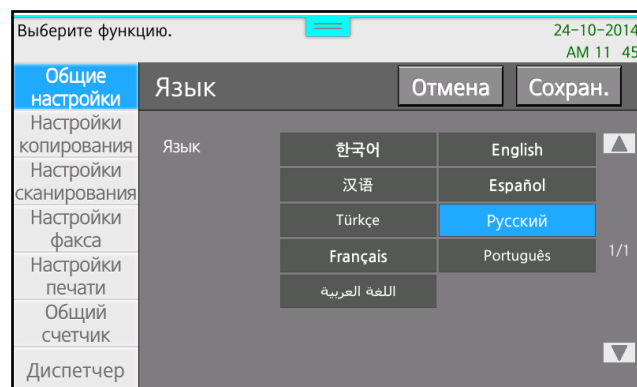 Выберите функцию.
24-10-2014
AM 11 45
Общие
настройки
Настройки
копирования
Настройки
сканирования
Настройки
факса
Настройки
печати
Общий
счетчик
Диспетчер
Язык
Отмена
Сохран.
Язык
한국어
English
汉语
Español
Türkçe
Русский
Français
Português
اللغة العربية
1/1